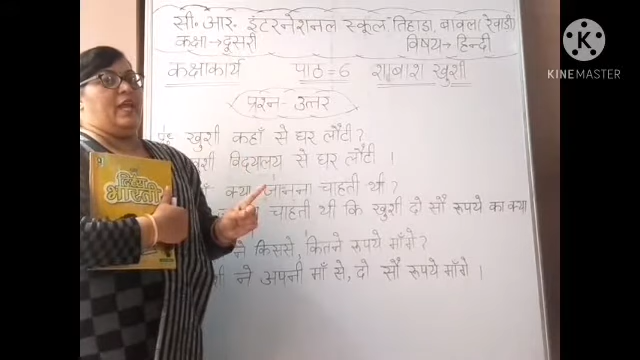 सी. आर. इंटरनेशनल स्कूल, तिहाडा, बावला (रेवाडी)
कक्षा → दूसरी विषय → हिन्दी
कक्षाकार्य पाठ = 6 शाबाश खुशी
प्रश्न - उत्तर
खुशी कहाँ से घर लौटी ?
विद्यालय से घर लौटी ।
क्या जानना चाहती थी ?
चाहती थी कि खुशी दो सौ रूपये का क्या
ने किससे, कितने रूपये माँगे ?
ने अपनी माँ से, दो सौ रूपये माँगे ।
भारती
KINEMASTER